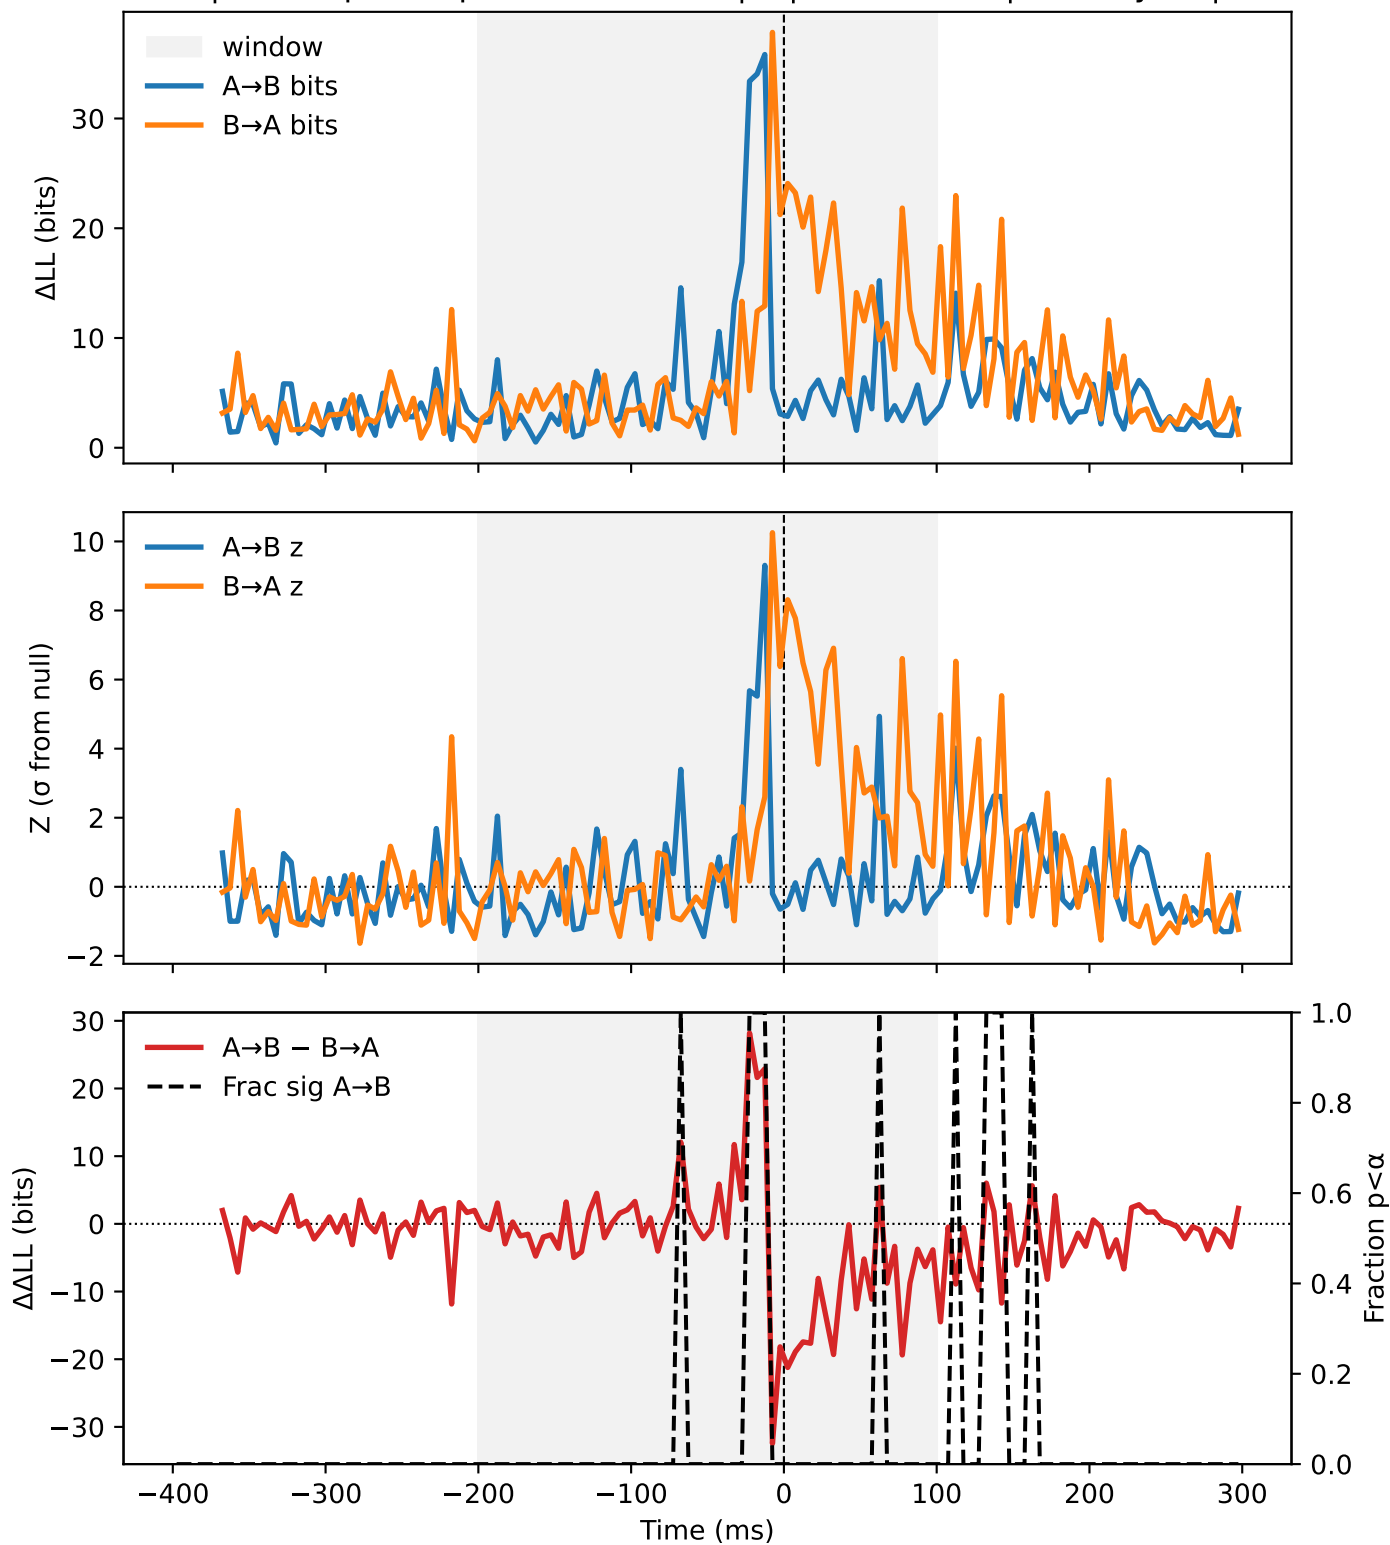 window
A→B bits
B→A bits
ΔLL (bits)
30
20
10
0
A→B z
B→A z
Z (σ from null)
10
8
6
4
2
0
−2
A→B − B→A
Frac sig A→B
ΔΔLL (bits)
30
20
10
0
−10
−20
−30
1.0
0.8
0.6
0.4
0.2
0.0
Fraction p<α
−400
−300
−200
−100
0
100
200
300
Time (ms)